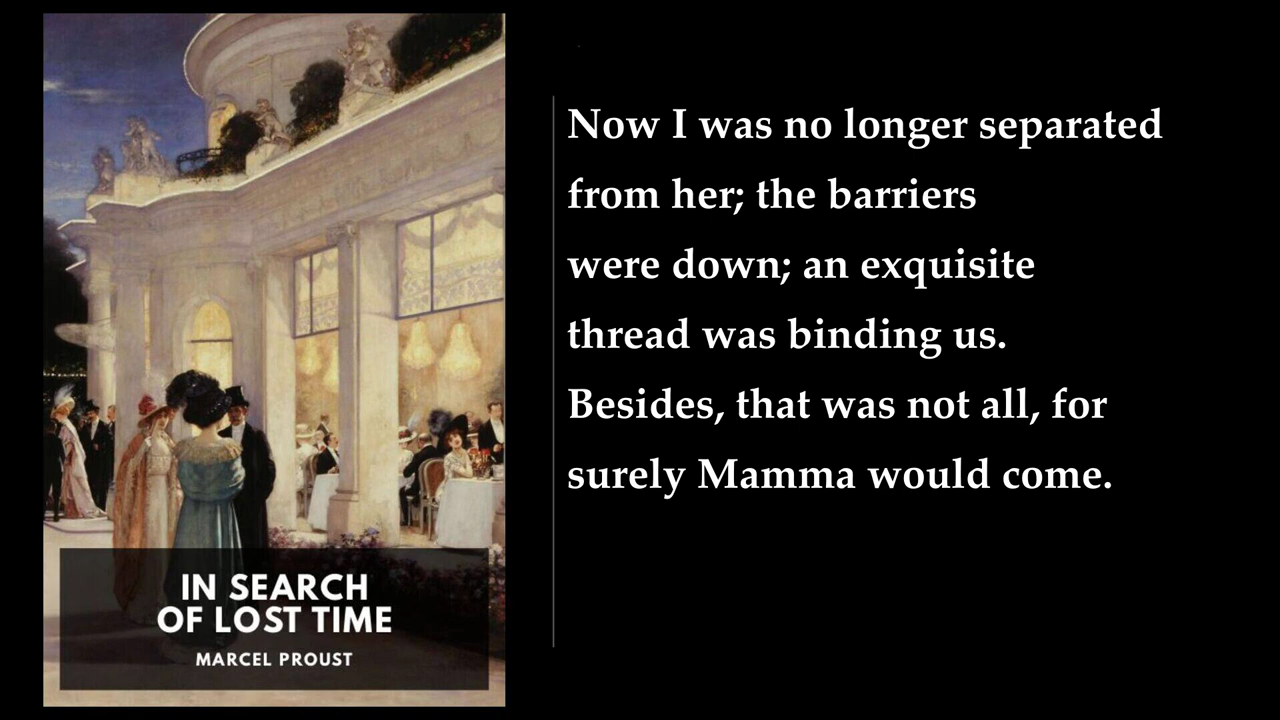 IN SEARCH
OF LOST TIME
MARCEL PROUST
Now I was no longer separated
from her; the barriers
were down; an exquisite
thread was binding us.
Besides, that was not all, for
surely Mamma would come.